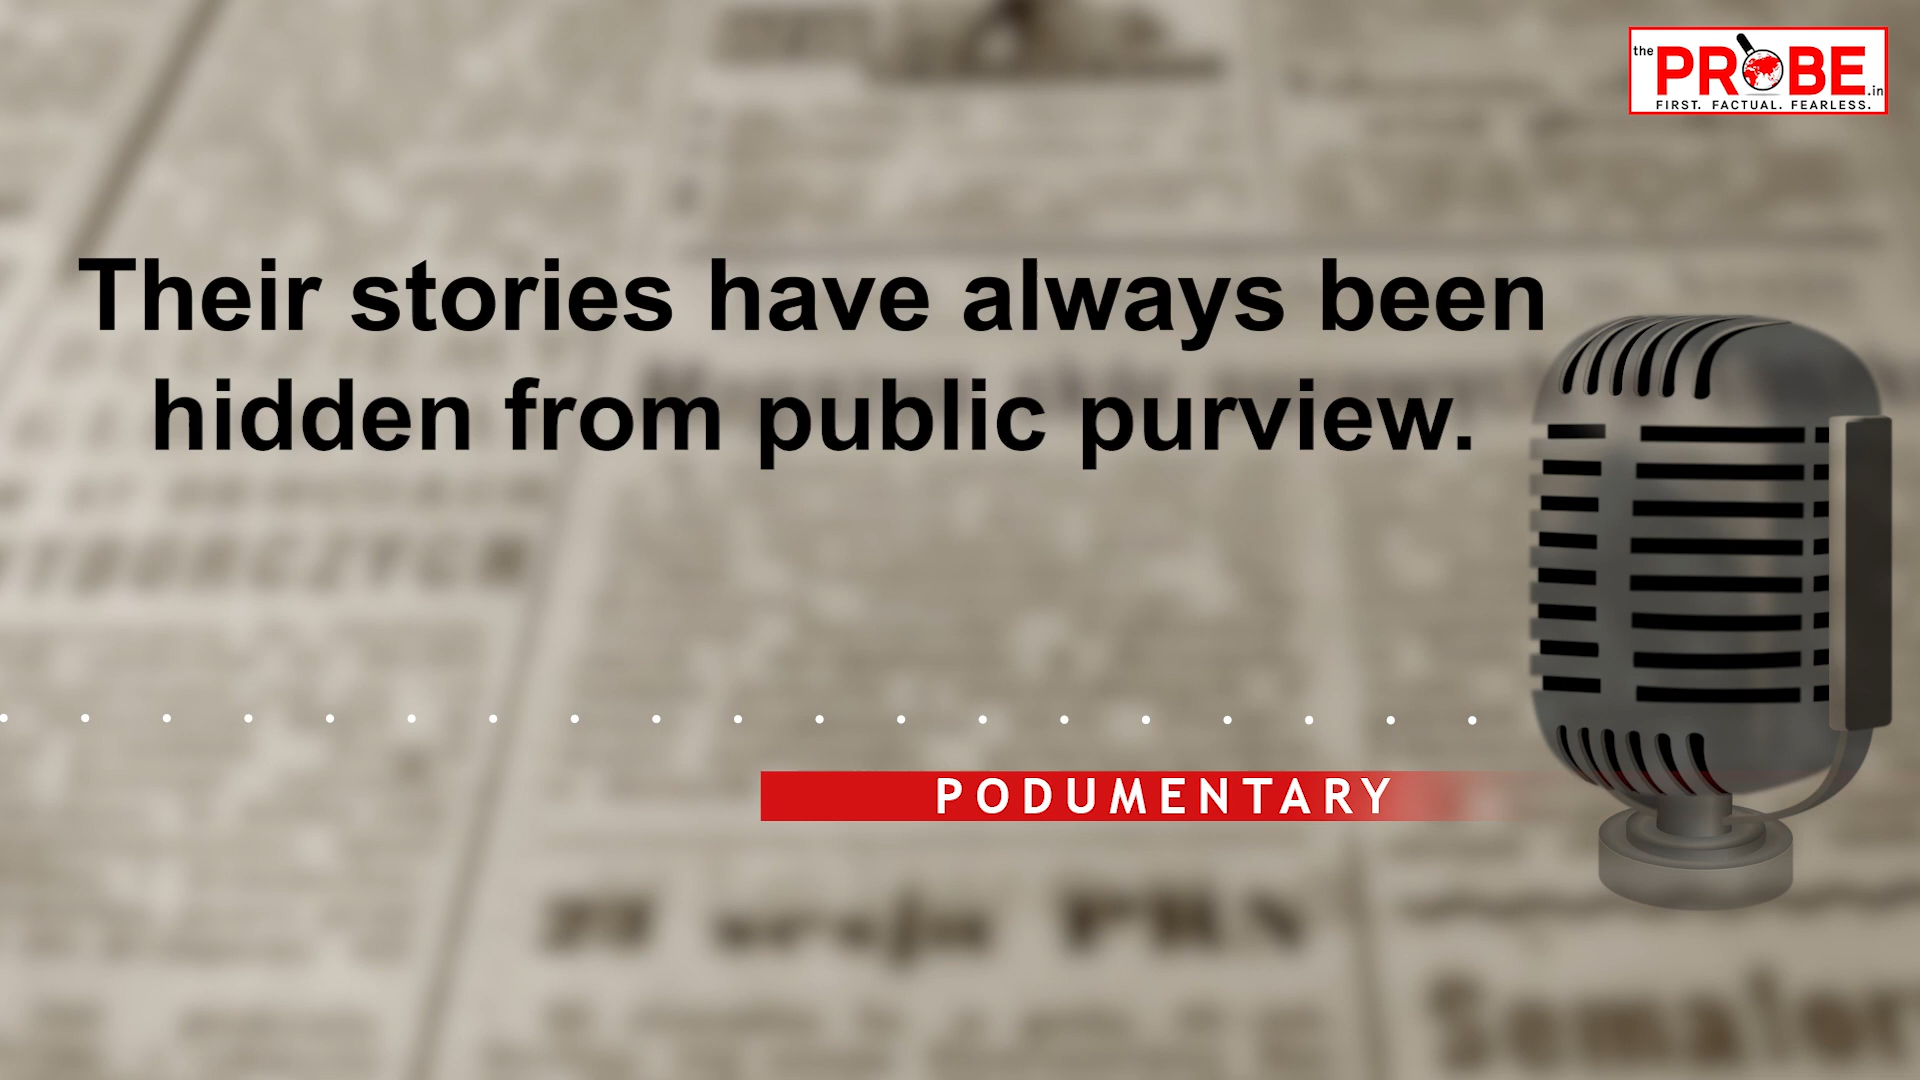 the PROBE.in
FIRST. FACTUAL. FEARLESS.
Their stories have always been
hidden from public purview.
PODUMENTARY